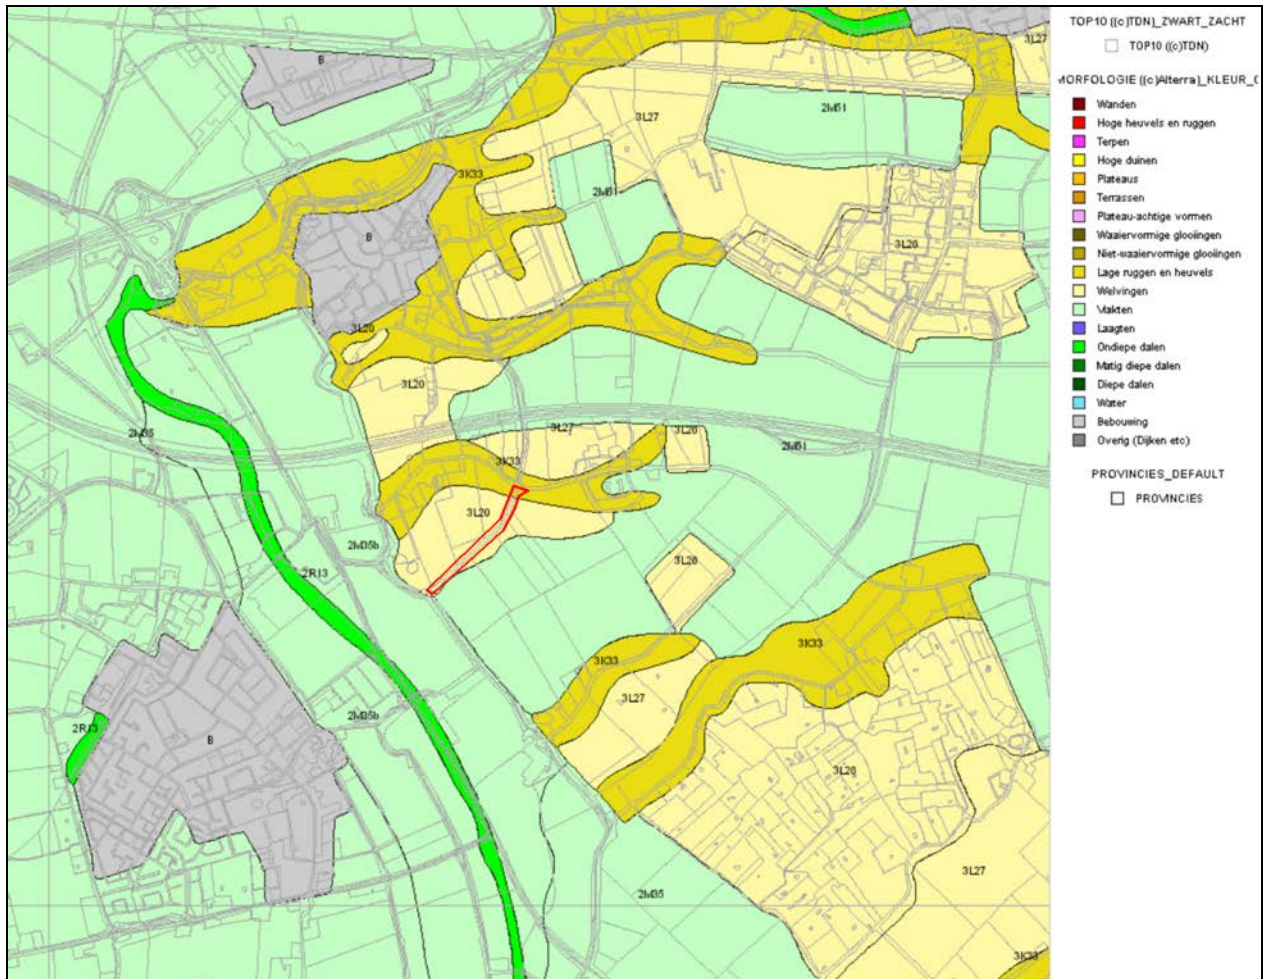 TOP10 ((c)TDN)_ZWART_ZACHT
TOP10 ((c)TDN)
MORFOLOGIE ((c)Alterra)_KLEUR_(
Wanden
Hoge heuvels en ruggen
Terpen
Hoge duinen
Plateaus
Terrassen
Plateau-achtige vormen
Waaiervormige glooiingen
Niet-waaiervormige glooiingen
Lage ruggen en heuvels
Welvingen
Vlakten
Laagten
Ondiepe dalen
Matig diepe dalen
Diepe dalen
Water
Bebouwing
Overig (Dijken etc)
PROVINCIES_DEFAULT
PROVINCIES
3L27
B
2M51
3L27
3K33
2M51
B
3L20
3L20
3L20
2M35
3L27
3L20
2M51
3K33
3L20
2M35b
2R13
3L20
3K33
3K33
3L27
2M35b
2R13
B
3L20
3L27
2M35
3K33